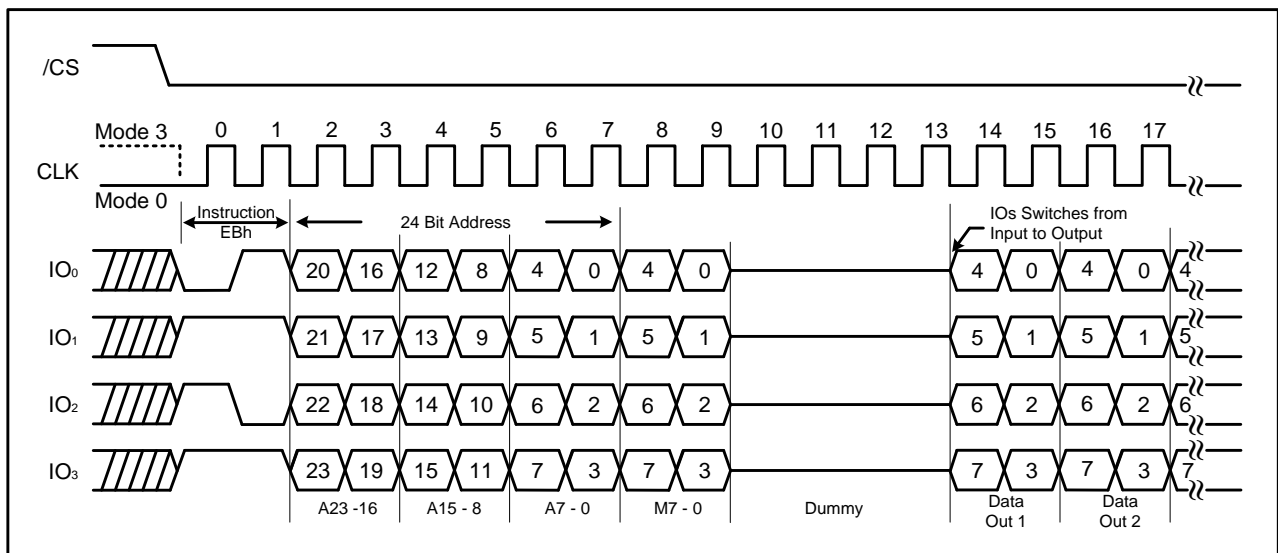 /CS
Mode 3 0 1 2 3 4 5 6 7 8 9 10 11 12 13 14 15 16 17
CLK
Mode 0
Instruction
EBh
24 Bit Address
IOs Switches from
Input to Output
IO₀ 20 16 12 8 4 0 4 0 4 0 4 0 4
IO₁ 21 17 13 9 5 1 5 1 5 1 5 1 5
IO₂ 22 18 14 10 6 2 6 2 6 2 6 2 6
IO₃ 23 19 15 11 7 3 7 3 7 3 7 3 7
A23 -16 A15 - 8 A7 - 0 M7 - 0 Dummy Data Out 1 Data Out 2